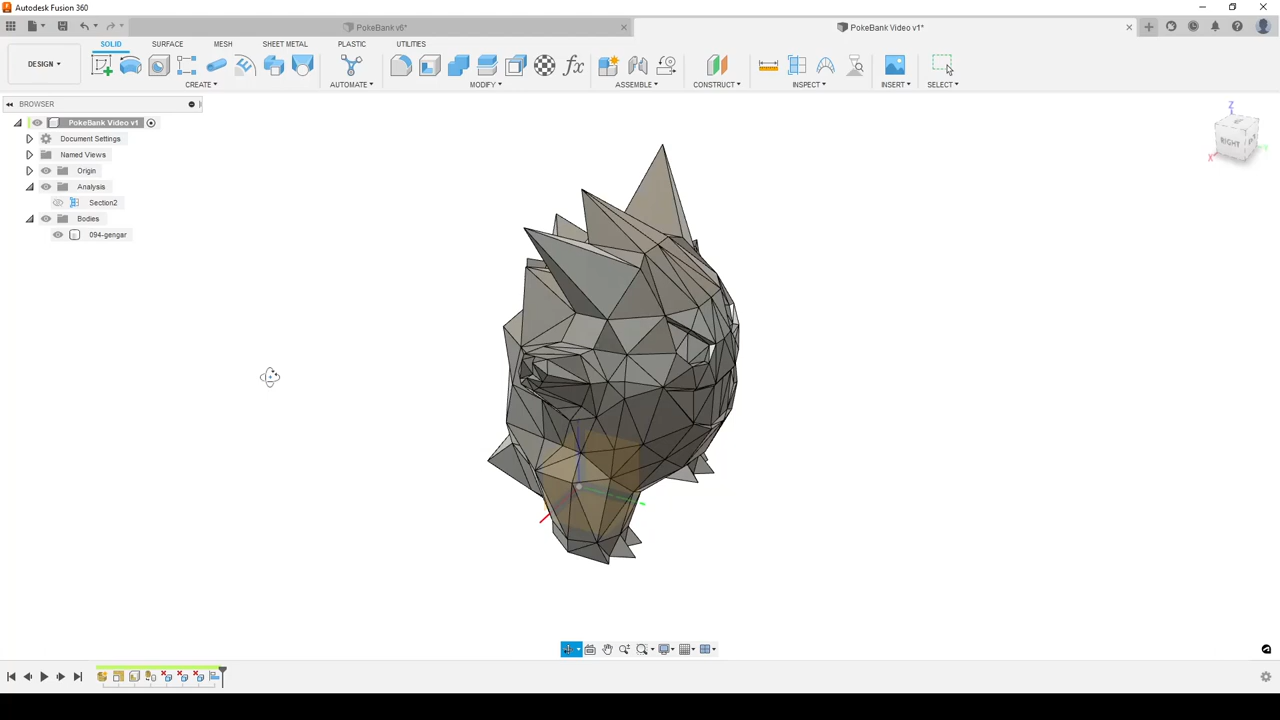 Autodesk Fusion 360
PokeBank v6*
PokeBank Video v1*
DESIGN
SOLID SURFACE MESH SHEET METAL PLASTIC UTILITIES
CREATE AUTOMATE MODIFY ASSEMBLE CONSTRUCT INSPECT INSERT SELECT
BROWSER
PokeBank Video v1
Document Settings
Named Views
Origin
Analysis
Section2
Bodies
094-gengar
Z
RIGHT
X